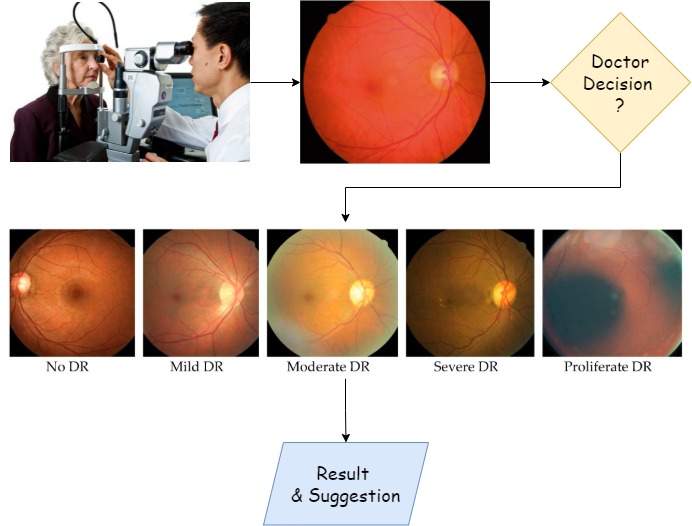 Doctor
Decision
?
No DR
Mild DR
Moderate DR
Severe DR
Proliferate DR
Result
& Suggestion